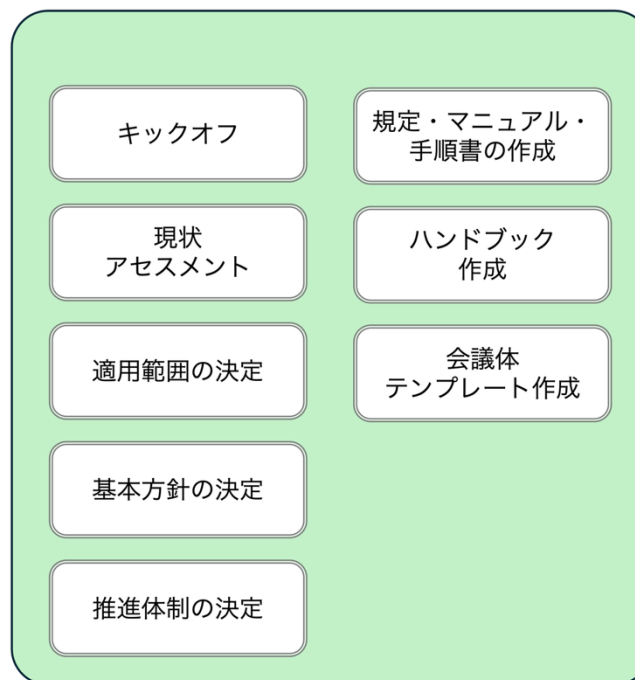 キックオフ
現状
アセスメント
適用範囲の決定
基本方針の決定
推進体制の決定
規定・マニュアル・
手順書の作成
ハンドブック
作成
会議体
テンプレート作成